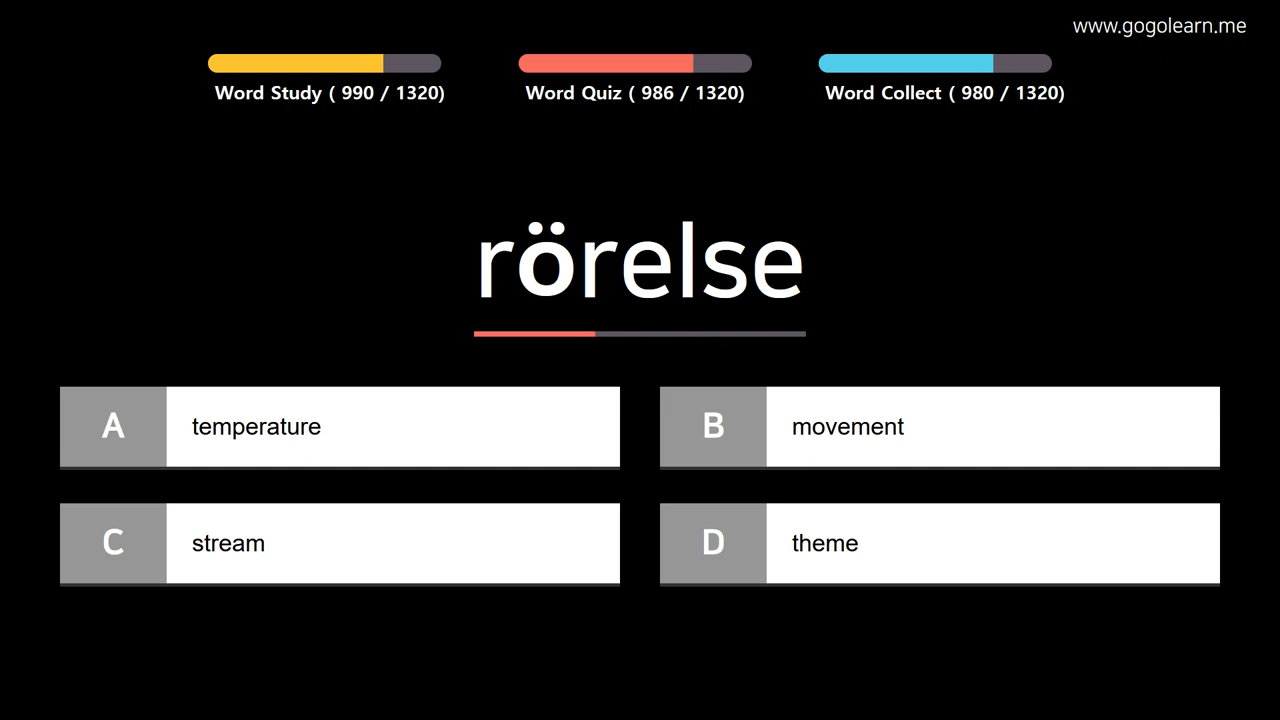 www.gogolearn.me
Word Study ( 990 / 1320)
Word Quiz ( 986 / 1320)
Word Collect ( 980 / 1320)
rörelse
A temperature
B movement
C stream
D theme